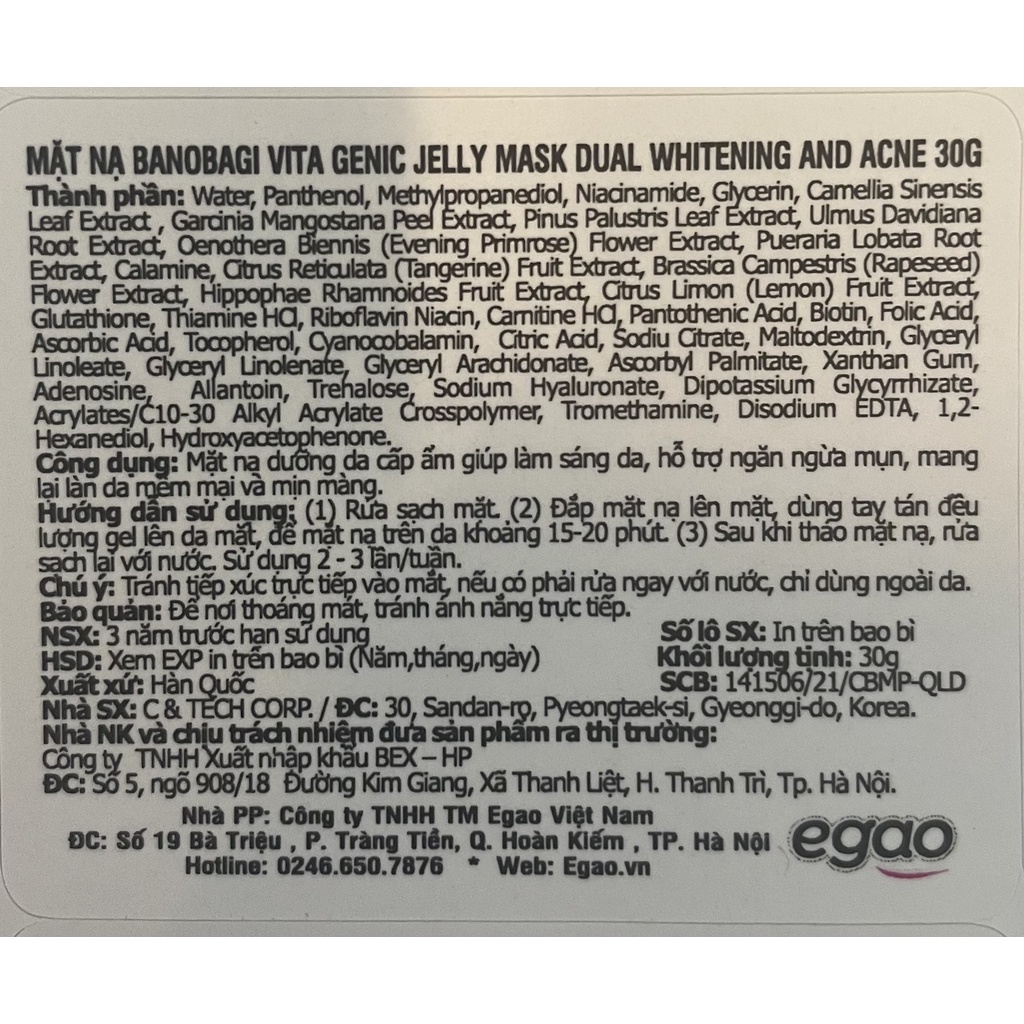 MẶT NẠ BANOBAGI VITA GENIC JELLY MASK DUAL WHITENING AND ACNE 30G
Thành phần: Water, Panthenol, Methylpropanediol, Niacinamide, Glycerin, Camellia Sinensis
Leaf Extract , Garcinia Mangostana Peel Extract, Pinus Palustris Leaf Extract, Ulmus Davidiana
Root Extract, Oenothera Biennis (Evening Primrose) Flower Extract, Pueraria Lobata Root
Extract, Calamine, Citrus Reticulata (Tangerine) Fruit Extract, Brassica Campestris (Rapeseed)
Flower Extract, Hippophae Rhamnoides Fruit Extract, Citrus Limon (Lemon) Fruit Extract,
Glutathione, Thiamine HCl, Riboflavin Niacin, Carnitine HCl, Pantothenic Acid, Biotin, Folic Acid,
Ascorbic Acid, Tocopherol, Cyanocobalamin, Citric Acid, Sodiu Citrate, Maltodextrin, Glyceryl
Linoleate, Glyceryl Linolenate, Glyceryl Arachidonate, Ascorbyl Palmitate, Xanthan Gum,
Adenosine, Allantoin, Trehalose, Sodium Hyaluronate, Dipotassium Glycyrrhizate,
Acrylates/C10-30 Alkyl Acrylate Crosspolymer, Tromethamine, Disodium EDTA, 1,2-
Hexanediol, Hydroxyacetophenone.
Công dụng: Mặt nạ dưỡng da cấp ẩm giúp làm sáng da, hỗ trợ ngăn ngừa mụn, mang
lại làn da mềm mại và mịn màng.
Hướng dẫn sử dụng: (1) Rửa sạch mặt. (2) Đắp mặt nạ lên mặt, dùng tay tán đều
lượng gel lên da mặt, để mặt nạ trên da khoảng 15-20 phút. (3) Sau khi tháo mặt nạ, rửa
sạch lại với nước. Sử dụng 2 - 3 lần/tuần.
Chú ý: Tránh tiếp xúc trực tiếp vào mắt, nếu có phải rửa ngay với nước, chỉ dùng ngoài da.
Bảo quản: Để nơi thoáng mát, tránh ánh nắng trực tiếp.
NSX: 3 năm trước hạn sử dụng Số lô SX: In trên bao bì
HSD: Xem EXP in trên bao bì (Năm,tháng,ngày) Khối lượng tịnh: 30g
Xuất xứ: Hàn Quốc SCB: 141506/21/CBMP-QLD
Nhà SX: C & TECH CORP. / ĐC: 30, Sandan-ro, Pyeongtaek-si, Gyeonggi-do, Korea.
Nhà NK và chịu trách nhiệm đưa sản phẩm ra thị trường:
Công ty TNHH Xuất nhập khẩu BEX – HP
ĐC: Số 5, ngõ 908/18 Đường Kim Giang, Xã Thanh Liệt, H. Thanh Trì, Tp. Hà Nội.
Nhà PP: Công ty TNHH TM Egao Việt Nam
ĐC: Số 19 Bà Triệu , P. Tràng Tiền, Q. Hoàn Kiếm , TP. Hà Nội
Hotline: 0246.650.7876 * Web: Egao.vn
egao